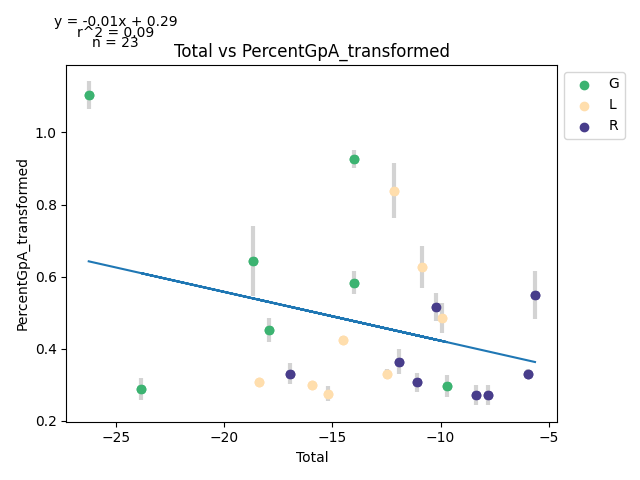 y = -0.01x + 0.29
r^2 = 0.09
n = 23
Total vs PercentGpA_transformed
G
L
R
PercentGpA_transformed
1.0
0.8
0.6
0.4
0.2
−25
−20
−15
−10
−5
Total